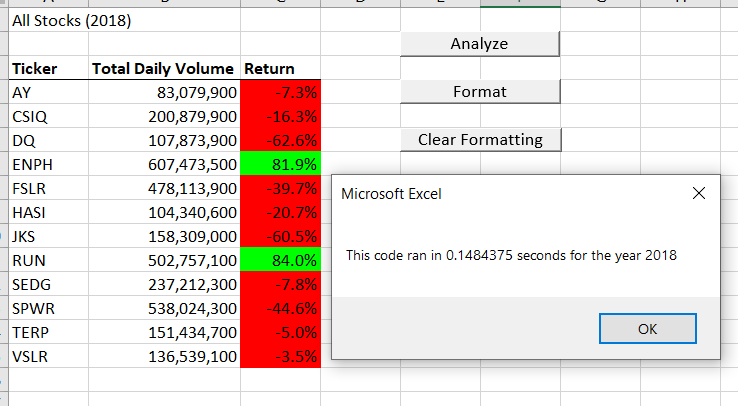 All Stocks (2018)
Analyze
Ticker Total Daily Volume Return
AY 83,079,900 -7.3%
Format
CSIQ 200,879,900 -16.3%
DQ 107,873,900 -62.6%
Clear Formatting
ENPH 607,473,500 81.9%
FSLR 478,113,900 -39.7%
HASI 104,340,600 -20.7%
JKS 158,309,000 -60.5%
RUN 502,757,100 84.0%
SEDG 237,212,300 -7.8%
SPWR 538,024,300 -44.6%
TERP 151,434,700 -5.0%
VSLR 136,539,100 -3.5%
Microsoft Excel
This code ran in 0.1484375 seconds for the year 2018
OK